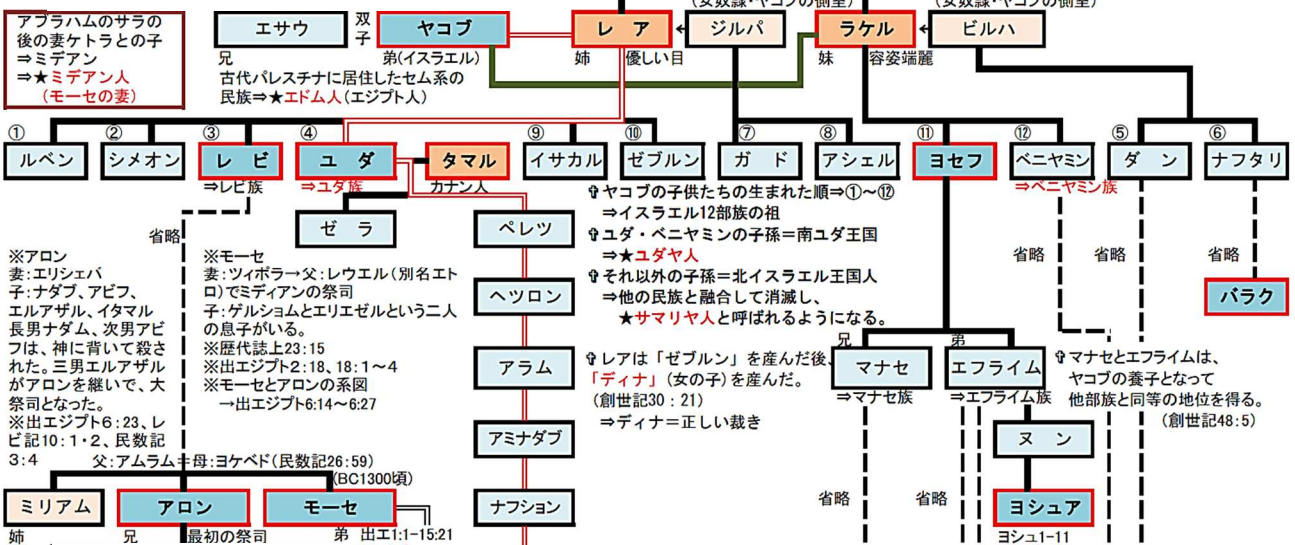 (女奴隷・ヤコブの側室)
(女奴隷・ヤコブの側室)
アブラハムのサラの
後の妻ケトラとの子
⇒ミデアン
⇒★ミデアン人
(モーセの妻)
エサウ
双子
ヤコブ
レ ア
←
ジルパ
ラケル
←
ビルハ
兄
弟(イスラエル)
姉
優しい目
妹
容姿端麗
古代パレスチナに居住したセム系の
民族⇒★エドム人(エジプト人)
①
②
③
④
⑨
⑩
⑦
⑧
⑪
⑫
⑤
⑥
ルベン
シメオン
レ ビ
ユ ダ
タマル
イサカル
ゼブルン
ガ ド
アシェル
ヨセフ
ベニヤミン
ダ ン
ナフタリ
⇒レビ族
⇒ユダ族
カナン人
⇒ベニヤミン族
⇧ヤコブの子供たちの生まれた順⇒①~⑫
⇒イスラエル12部族の祖
⇧ユダ・ベニヤミンの子孫=南ユダ王国
⇒★ユダヤ人
⇧それ以外の子孫=北イスラエル王国人
⇒他の民族と融合して消滅し、
★サマリヤ人と呼ばれるようになる。
ゼ ラ
ペレツ
省略
省略
省略
省略
※アロン
妻:エリシェバ
子:ナダブ、アビフ、
エルアザル、イタマル
長男ナダム、次男アビ
フは、神に背いて殺さ
れた。三男エルアザル
がアロンを継いで、大
祭司となった。
※出エジプト6:23、レ
ビ記10:1・2、民数記
3:4
※モーセ
妻:ツィポラ→父:レウエル(別名エト
ロ)でミディアンの祭司
子:ゲルショムとエリエゼルという二人
の息子がいる。
※歴代誌上23:15
※出エジプト2:18、18:1~4
※モーセとアロンの系図
→出エジプト6:14~6:27
ヘツロン
バラク
兄
弟
アラム
⇧レアは「ゼブルン」を産んだ後、
「ディナ」(女の子)を産んだ。
(創世記30:21)
⇒ディナ=正しい裁き
マナセ
エフライム
⇒マナセ族
⇒エフライム族
⇧マナセとエフライムは、
ヤコブの養子となって
他部族と同等の地位を得る。
(創世記48:5)
アミナダブ
ヌ ン
父:アムラム=母:ヨケベド(民数記26:59)
(BC1300頃)
ミリアム
アロン
モーセ
ナフション
省略
省略
ヨシュア
姉
兄
最初の祭司
弟
出エ1:1-15:21
ヨシュ1-11